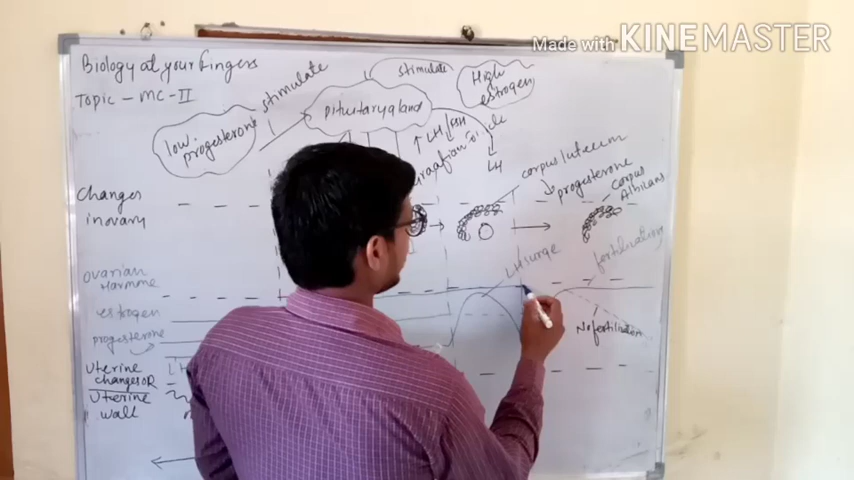 Made with KINEMASTER
Biology at your fingers
Topic - MC-II
stimulate
stimulate
High
estrogen
low
progesterone
pituitary gland
↑ LH/FSH
LH
corpus luteum
progesterone
corpus
Albicans
Changes
in ovary
LH surge
fertilization
ovarian
Hormone
estrogen
progesterone
No fertilization
Uterine
changes OR
Uterine
wall